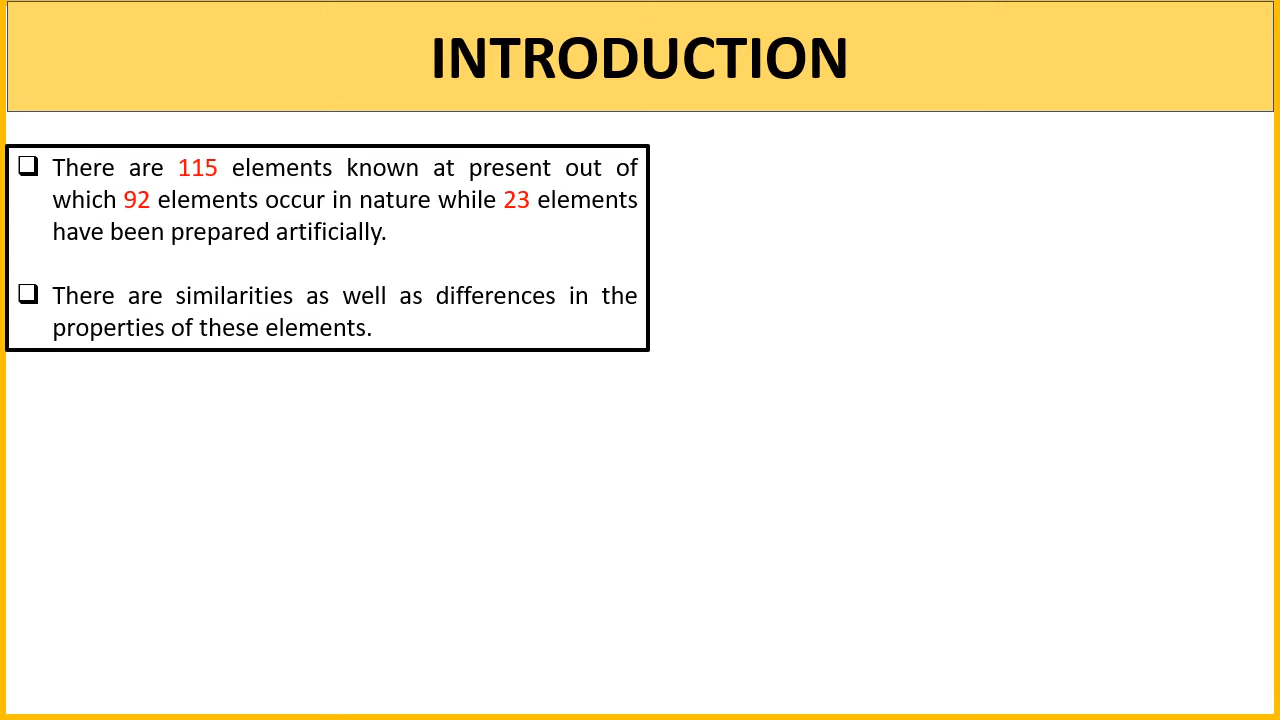 INTRODUCTION
❑ There are 115 elements known at present out of
which 92 elements occur in nature while 23 elements
have been prepared artificially.
❑ There are similarities as well as differences in the
properties of these elements.